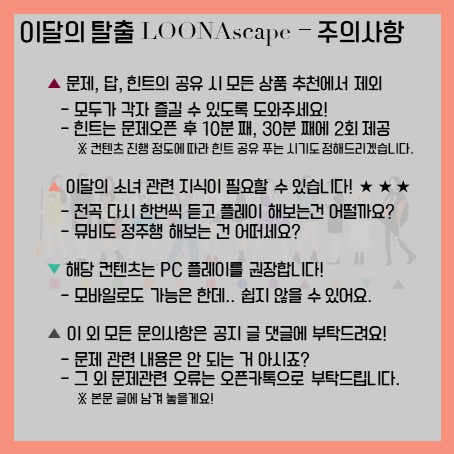 이달의 탈출 LOONAscape - 주의사항
▲ 문제, 답, 힌트의 공유 시 모든 상품 추천에서 제외
- 모두가 각자 즐길 수 있도록 도와주세요!
- 힌트는 문제오픈 후 10분 째, 30분 째에 2회 제공
※ 컨텐츠 진행 정도에 따라 힌트 공유 푸는 시기도 정해드리겠습니다.
▲ 이달의 소녀 관련 지식이 필요할 수 있습니다! ★ ★ ★
- 전곡 다시 한번씩 듣고 플레이 해보는건 어떨까요?
- 뮤비도 정주행 해보는 건 어떠세요?
▼ 해당 컨텐츠는 PC 플레이를 권장합니다!
- 모바일로도 가능은 한데.. 쉽지 않을 수 있어요.
▲ 이 외 모든 문의사항은 공지 글 댓글에 부탁드려요!
- 문제 관련 내용은 안 되는 거 아시죠?
- 그 외 문제관련 오류는 오픈카톡으로 부탁드립니다.
※ 본문 글에 남겨 놓을게요!